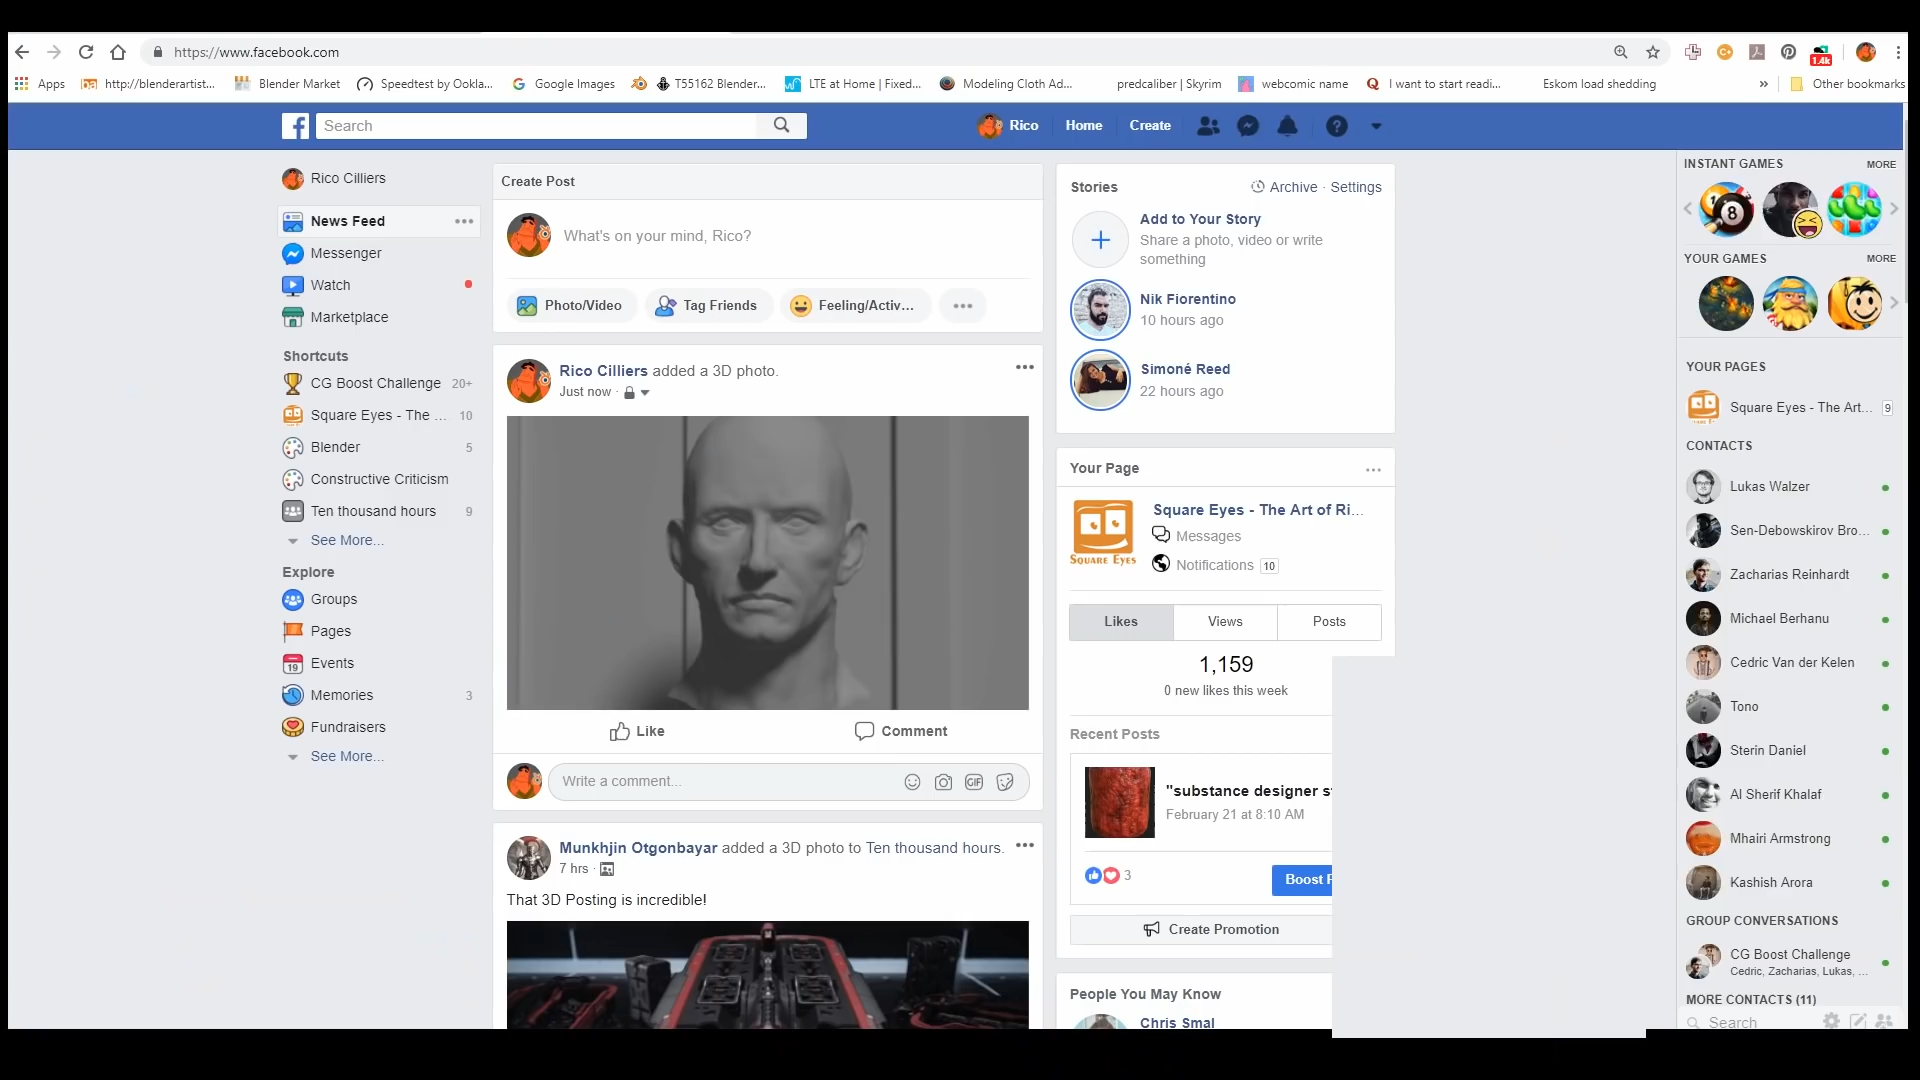 https://www.facebook.com
1.4k
Apps
http://blenderartist...
Blender Market
Speedtest by Ookla...
Google Images
T55162 Blender...
LTE at Home | Fixed...
Modeling Cloth Ad...
predcaliber | Skyrim
webcomic name
I want to start readi...
Eskom load shedding
»
Other bookmarks
Search
Rico
Home
Create
Rico Cilliers
News Feed
Messenger
Watch
Marketplace
Shortcuts
CG Boost Challenge 20+
Square Eyes - The ... 10
Blender 5
Constructive Criticism
Ten thousand hours 9
See More...
Explore
Groups
Pages
19
Events
Memories 3
Fundraisers
See More...
Create Post
What's on your mind, Rico?
Photo/Video
Tag Friends
Feeling/Activ...
Rico Cilliers added a 3D photo.
Just now ·
Like
Comment
Write a comment...
GIF
Munkhjin Otgonbayar added a 3D photo to Ten thousand hours.
7 hrs ·
That 3D Posting is incredible!
Stories
Archive · Settings
Add to Your Story
Share a photo, video or write
something
Nik Fiorentino
10 hours ago
Simoné Reed
22 hours ago
Your Page
SQUARE EYES
Square Eyes - The Art of Ri...
Messages
Notifications 10
Likes
Views
Posts
1,159
0 new likes this week
Recent Posts
"substance designer s
February 21 at 8:10 AM
3
Boost
Create Promotion
People You May Know
Chris Smal
INSTANT GAMES
MORE
8
YOUR GAMES
MORE
YOUR PAGES
Square Eyes - The Art... 9
CONTACTS
Lukas Walzer
Sen-Debowskirov Bro...
Zacharias Reinhardt
Michael Berhanu
Cedric Van der Kelen
Tono
Sterin Daniel
Al Sherif Khalaf
Mhairi Armstrong
Kashish Arora
GROUP CONVERSATIONS
CG Boost Challenge
Cedric, Zacharias, Lukas, ...
MORE CONTACTS (11)
Search